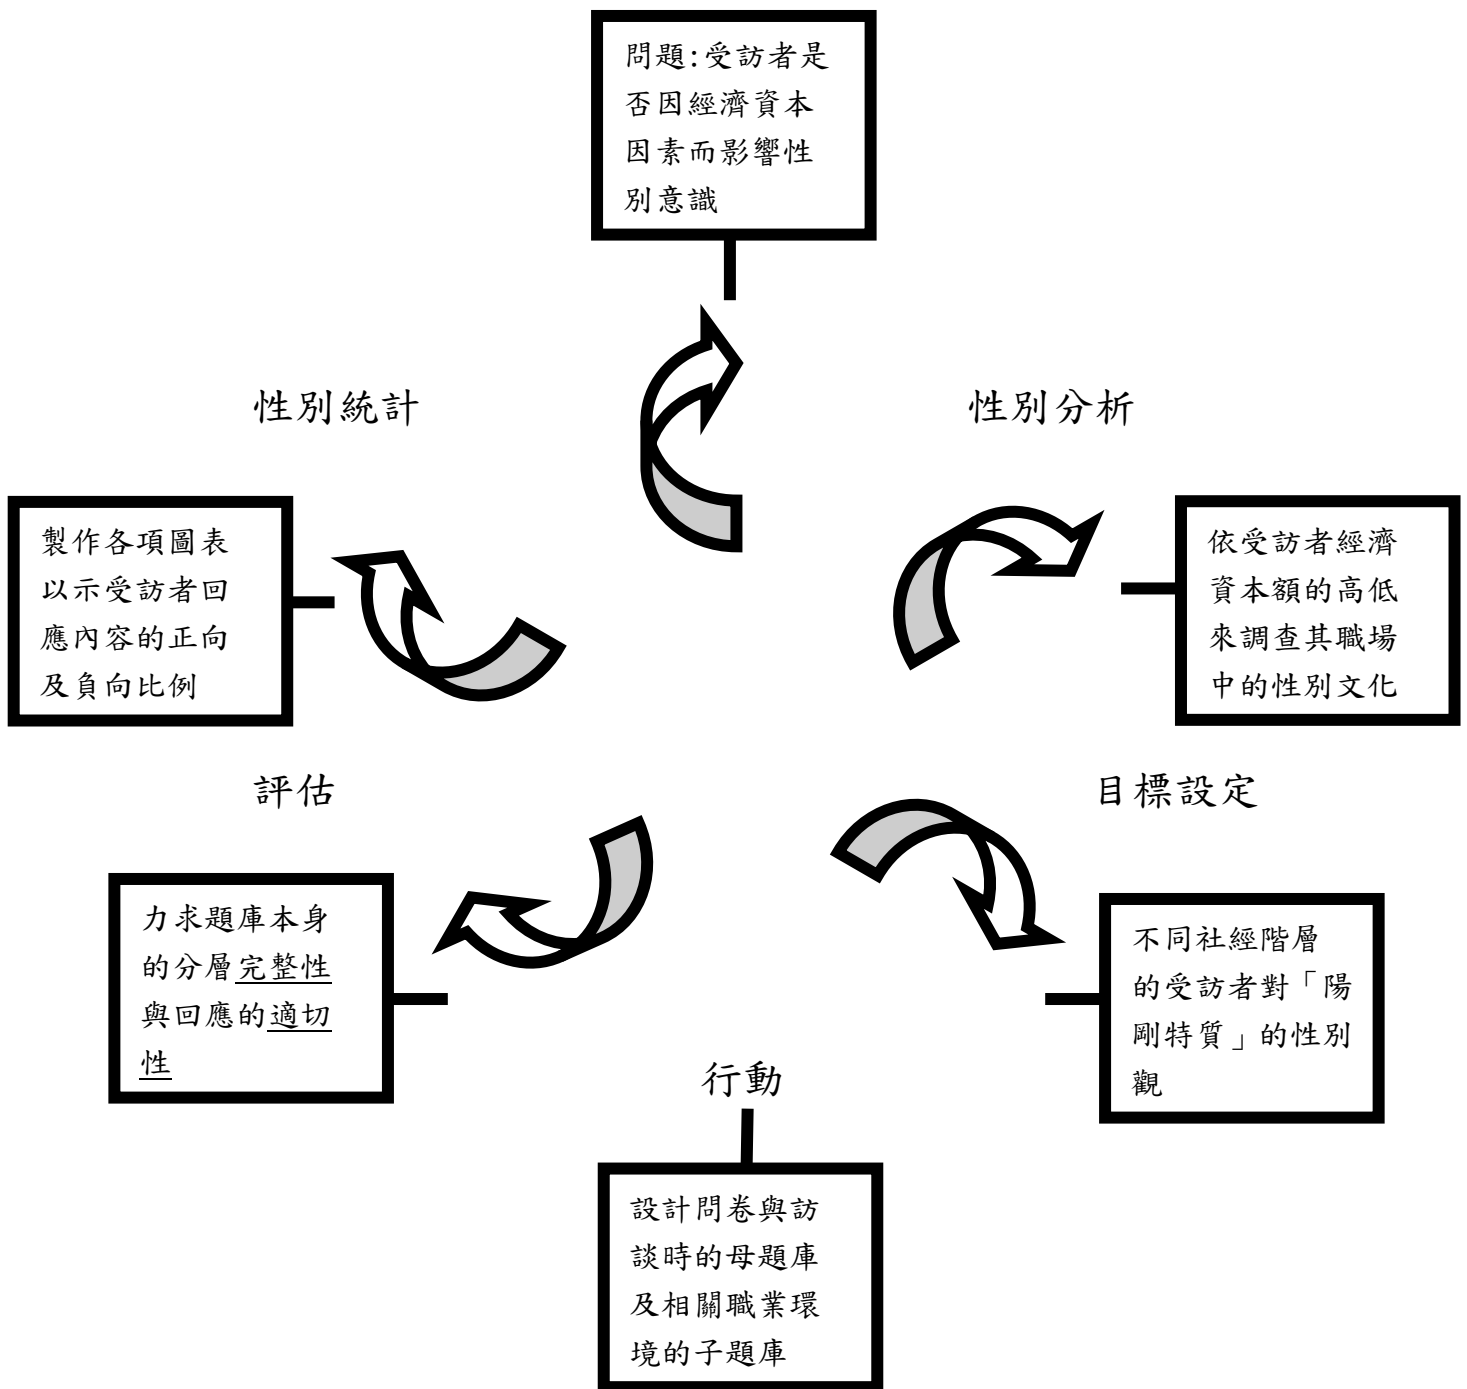 問題:受訪者是
否因經濟資本
因素而影響性
別意識
性別統計
性別分析
製作各項圖表
以示受訪者回
應內容的正向
及負向比例
依受訪者經濟
資本額的高低
來調查其職場
中的性別文化
評估
目標設定
力求題庫本身
的分層完整性
與回應的適切
性
不同社經階層
的受訪者對「陽
剛特質」的性別
觀
行動
設計問卷與訪
談時的母題庫
及相關職業環
境的子題庫